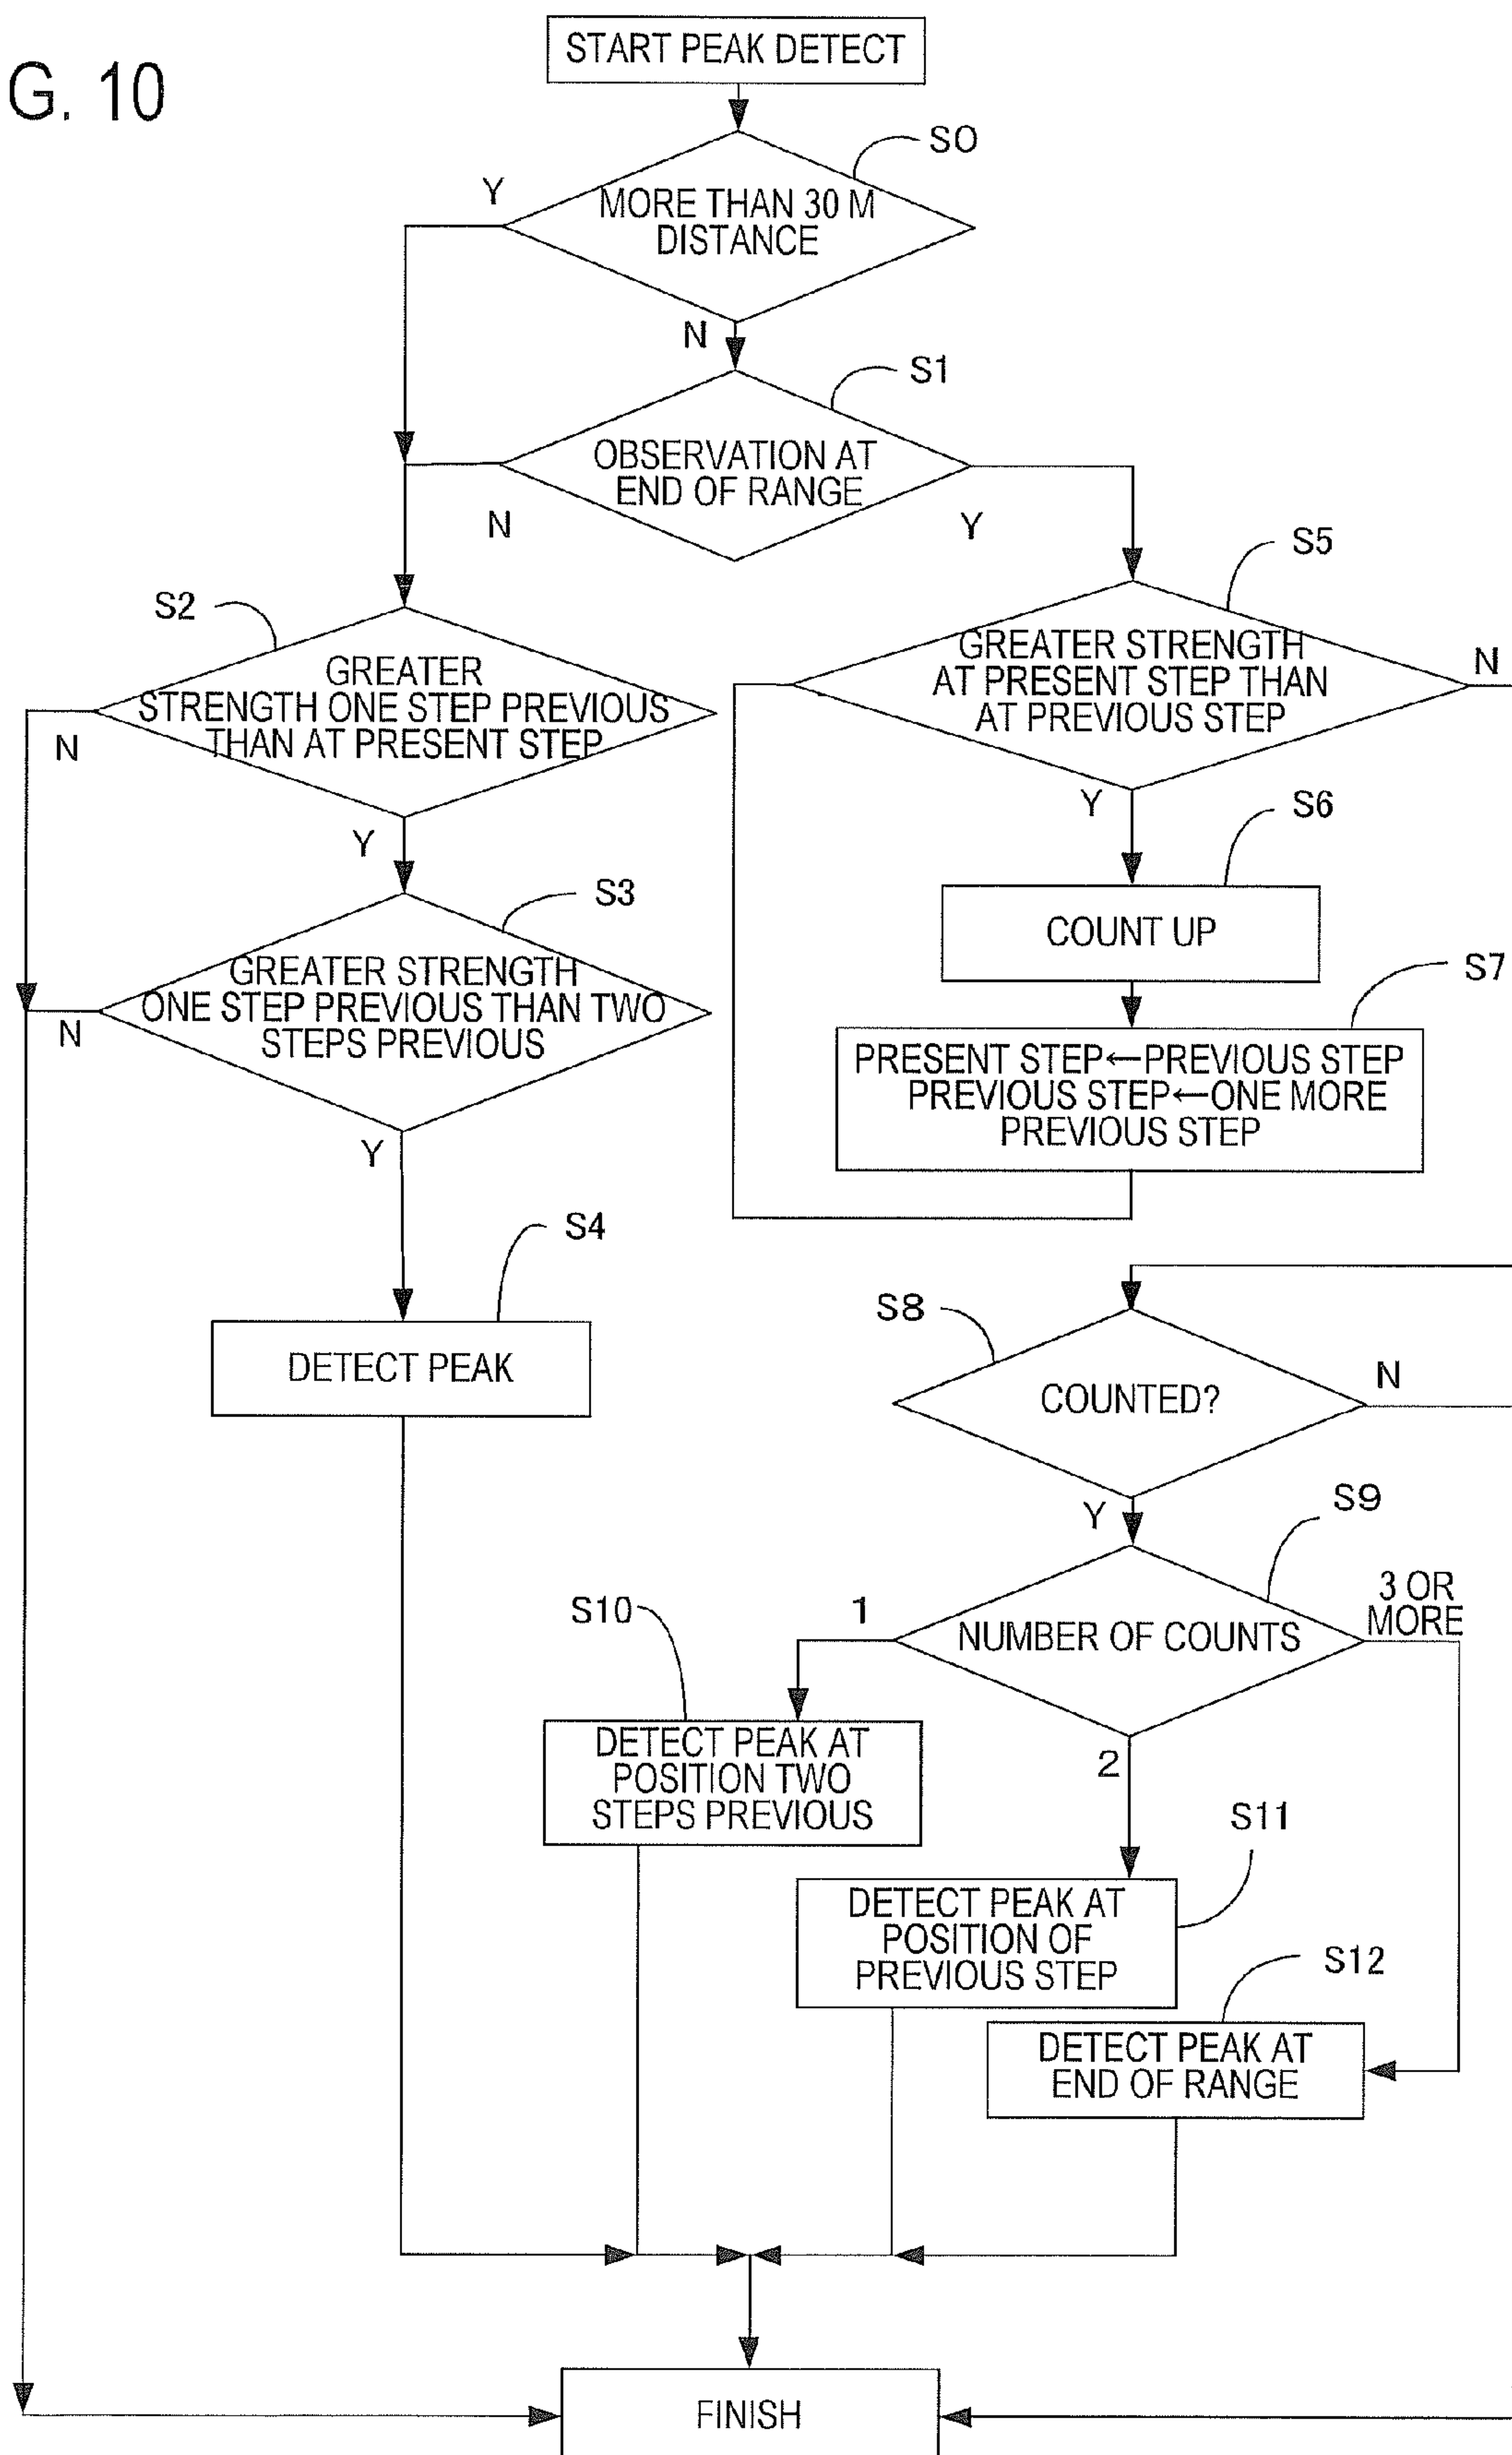 G. 10
START PEAK DETECT
S0
Y
MORE THAN 30 M
DISTANCE
N
S1
OBSERVATION AT
END OF RANGE
N
Y
S2
GREATER
STRENGTH ONE STEP PREVIOUS
THAN AT PRESENT STEP
N
Y
S5
GREATER STRENGTH
AT PRESENT STEP THAN
AT PREVIOUS STEP
N
Y
S6
COUNT UP
S3
GREATER STRENGTH
ONE STEP PREVIOUS THAN TWO
STEPS PREVIOUS
N
Y
S7
PRESENT STEP←PREVIOUS STEP
PREVIOUS STEP←ONE MORE
PREVIOUS STEP
S4
DETECT PEAK
S8
COUNTED?
N
Y
S9
NUMBER OF COUNTS
1
2
3 OR
MORE
S10
DETECT PEAK AT
POSITION TWO
STEPS PREVIOUS
S11
DETECT PEAK AT
POSITION OF
PREVIOUS STEP
S12
DETECT PEAK AT
END OF RANGE
FINISH